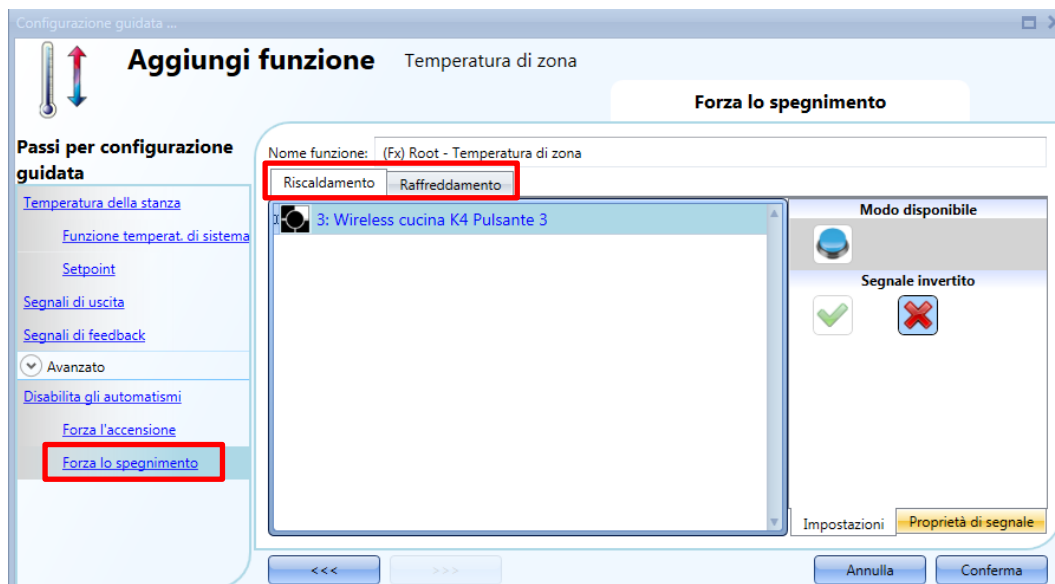 Configurazione guidata ...
Aggiungi funzione Temperatura di zona
Forza lo spegnimento
Passi per configurazione
guidata
Nome funzione: (Fx) Root - Temperatura di zona
Riscaldamento Raffreddamento
Temperatura della stanza
Funzione temperat. di sistema
Setpoint
Segnali di uscita
Segnali di feedback
Avanzato
Disabilita gli automatismi
Forza l'accensione
Forza lo spegnimento
3: Wireless cucina K4 Pulsante 3
Modo disponibile
Segnale invertito
Impostazioni Proprietà di segnale
<<< >>> Annulla Conferma